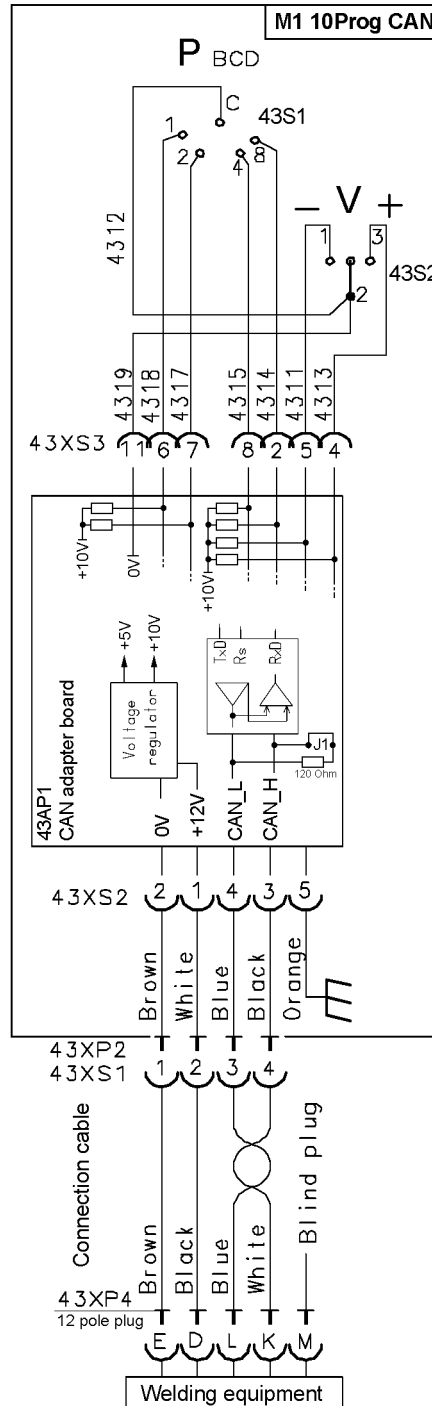 M1 10Prog CAN
P BCD
C
43S1
1
2
4
8
− V +
1
3
43S2
2
4312
4319
4318
4317
4315
4314
4311
4313
43XS3
1 11 6 7 8 2 5 4
+10V
0V
+10V
+5V
+10V
TxD
Rs
RxD
Voltage
regulator
J1
120 Ohm
43AP1
CAN adapter board
0V
+12V
CAN_L
CAN_H
43XS2
2 1 4 3 5
Brown
White
Blue
Black
Orange
43XP2
43XS1
1 2 3 4
Connection cable
Brown
Black
Blue
White
Blind plug
43XP4
12 pole plug
E D L K M
Welding equipment